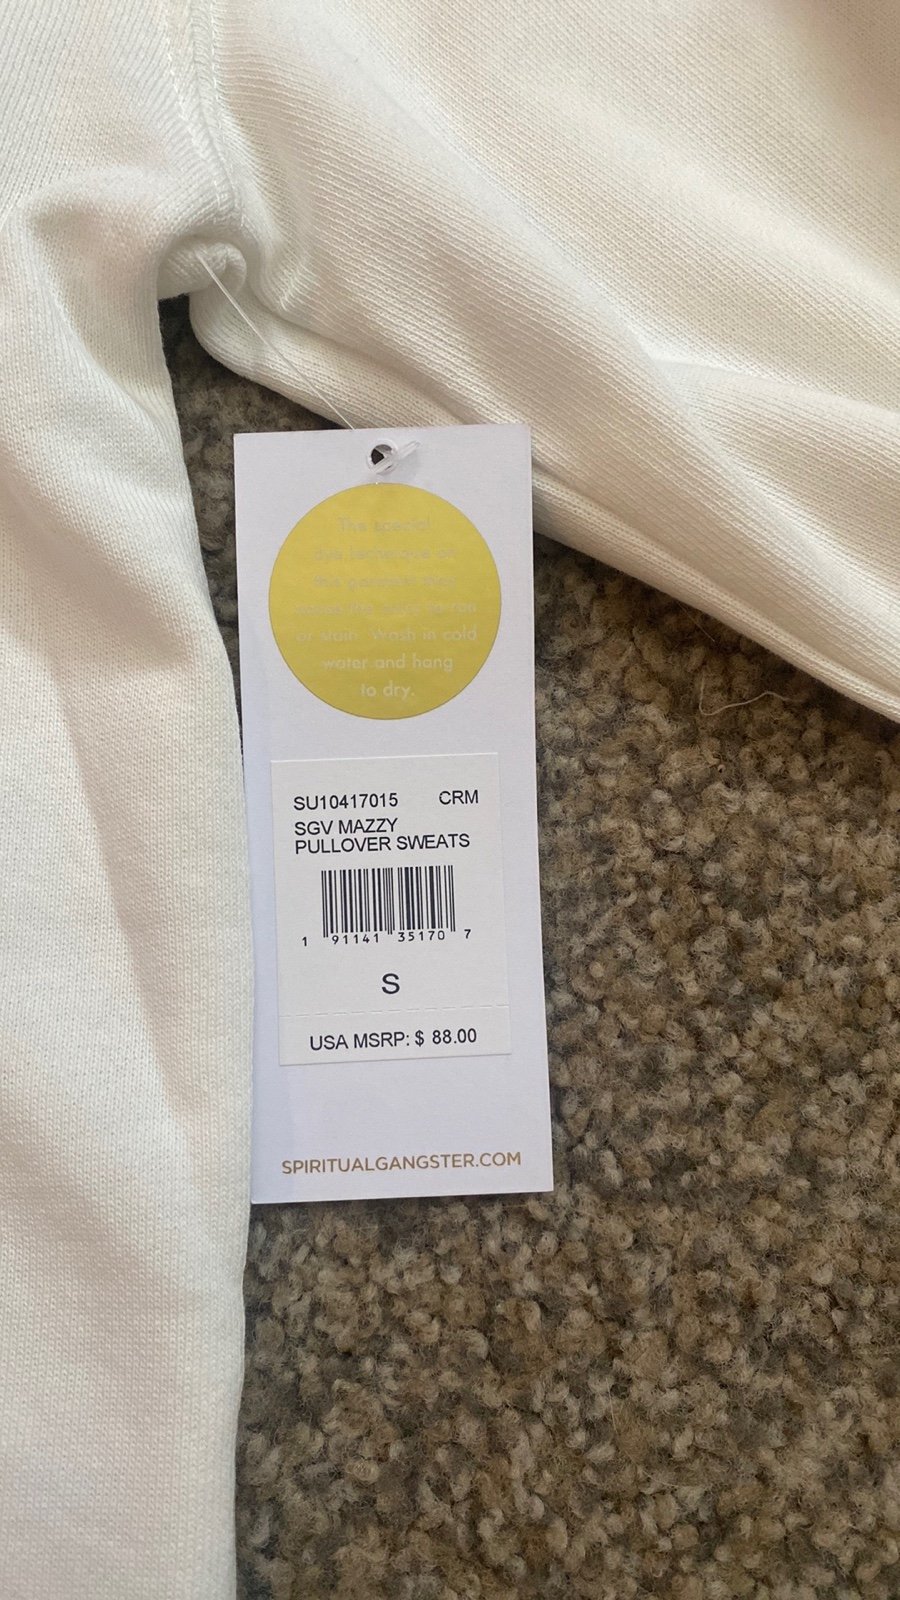 The special
dye technique on
this garment may
cause the color to run
or stain. Wash in cold
water and hang
to dry.
SU10417015 CRM
SGV MAZZY
PULLOVER SWEATS
1 91141 35170 7
S
USA MSRP: $ 88.00
SPIRITUALGANGSTER.COM